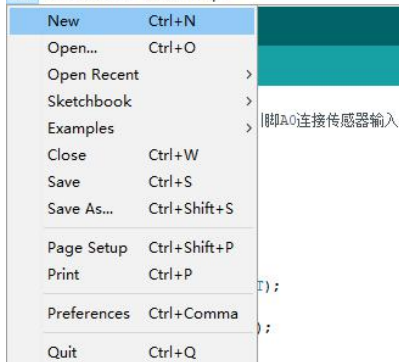 New Ctrl+N
Open... Ctrl+O
Open Recent >
Sketchbook >
Examples >
脚A0连接传感器输入
Close Ctrl+W
Save Ctrl+S
Save As... Ctrl+Shift+S
Page Setup Ctrl+Shift+P
Print Ctrl+P
);
Preferences Ctrl+Comma
);
Quit Ctrl+Q